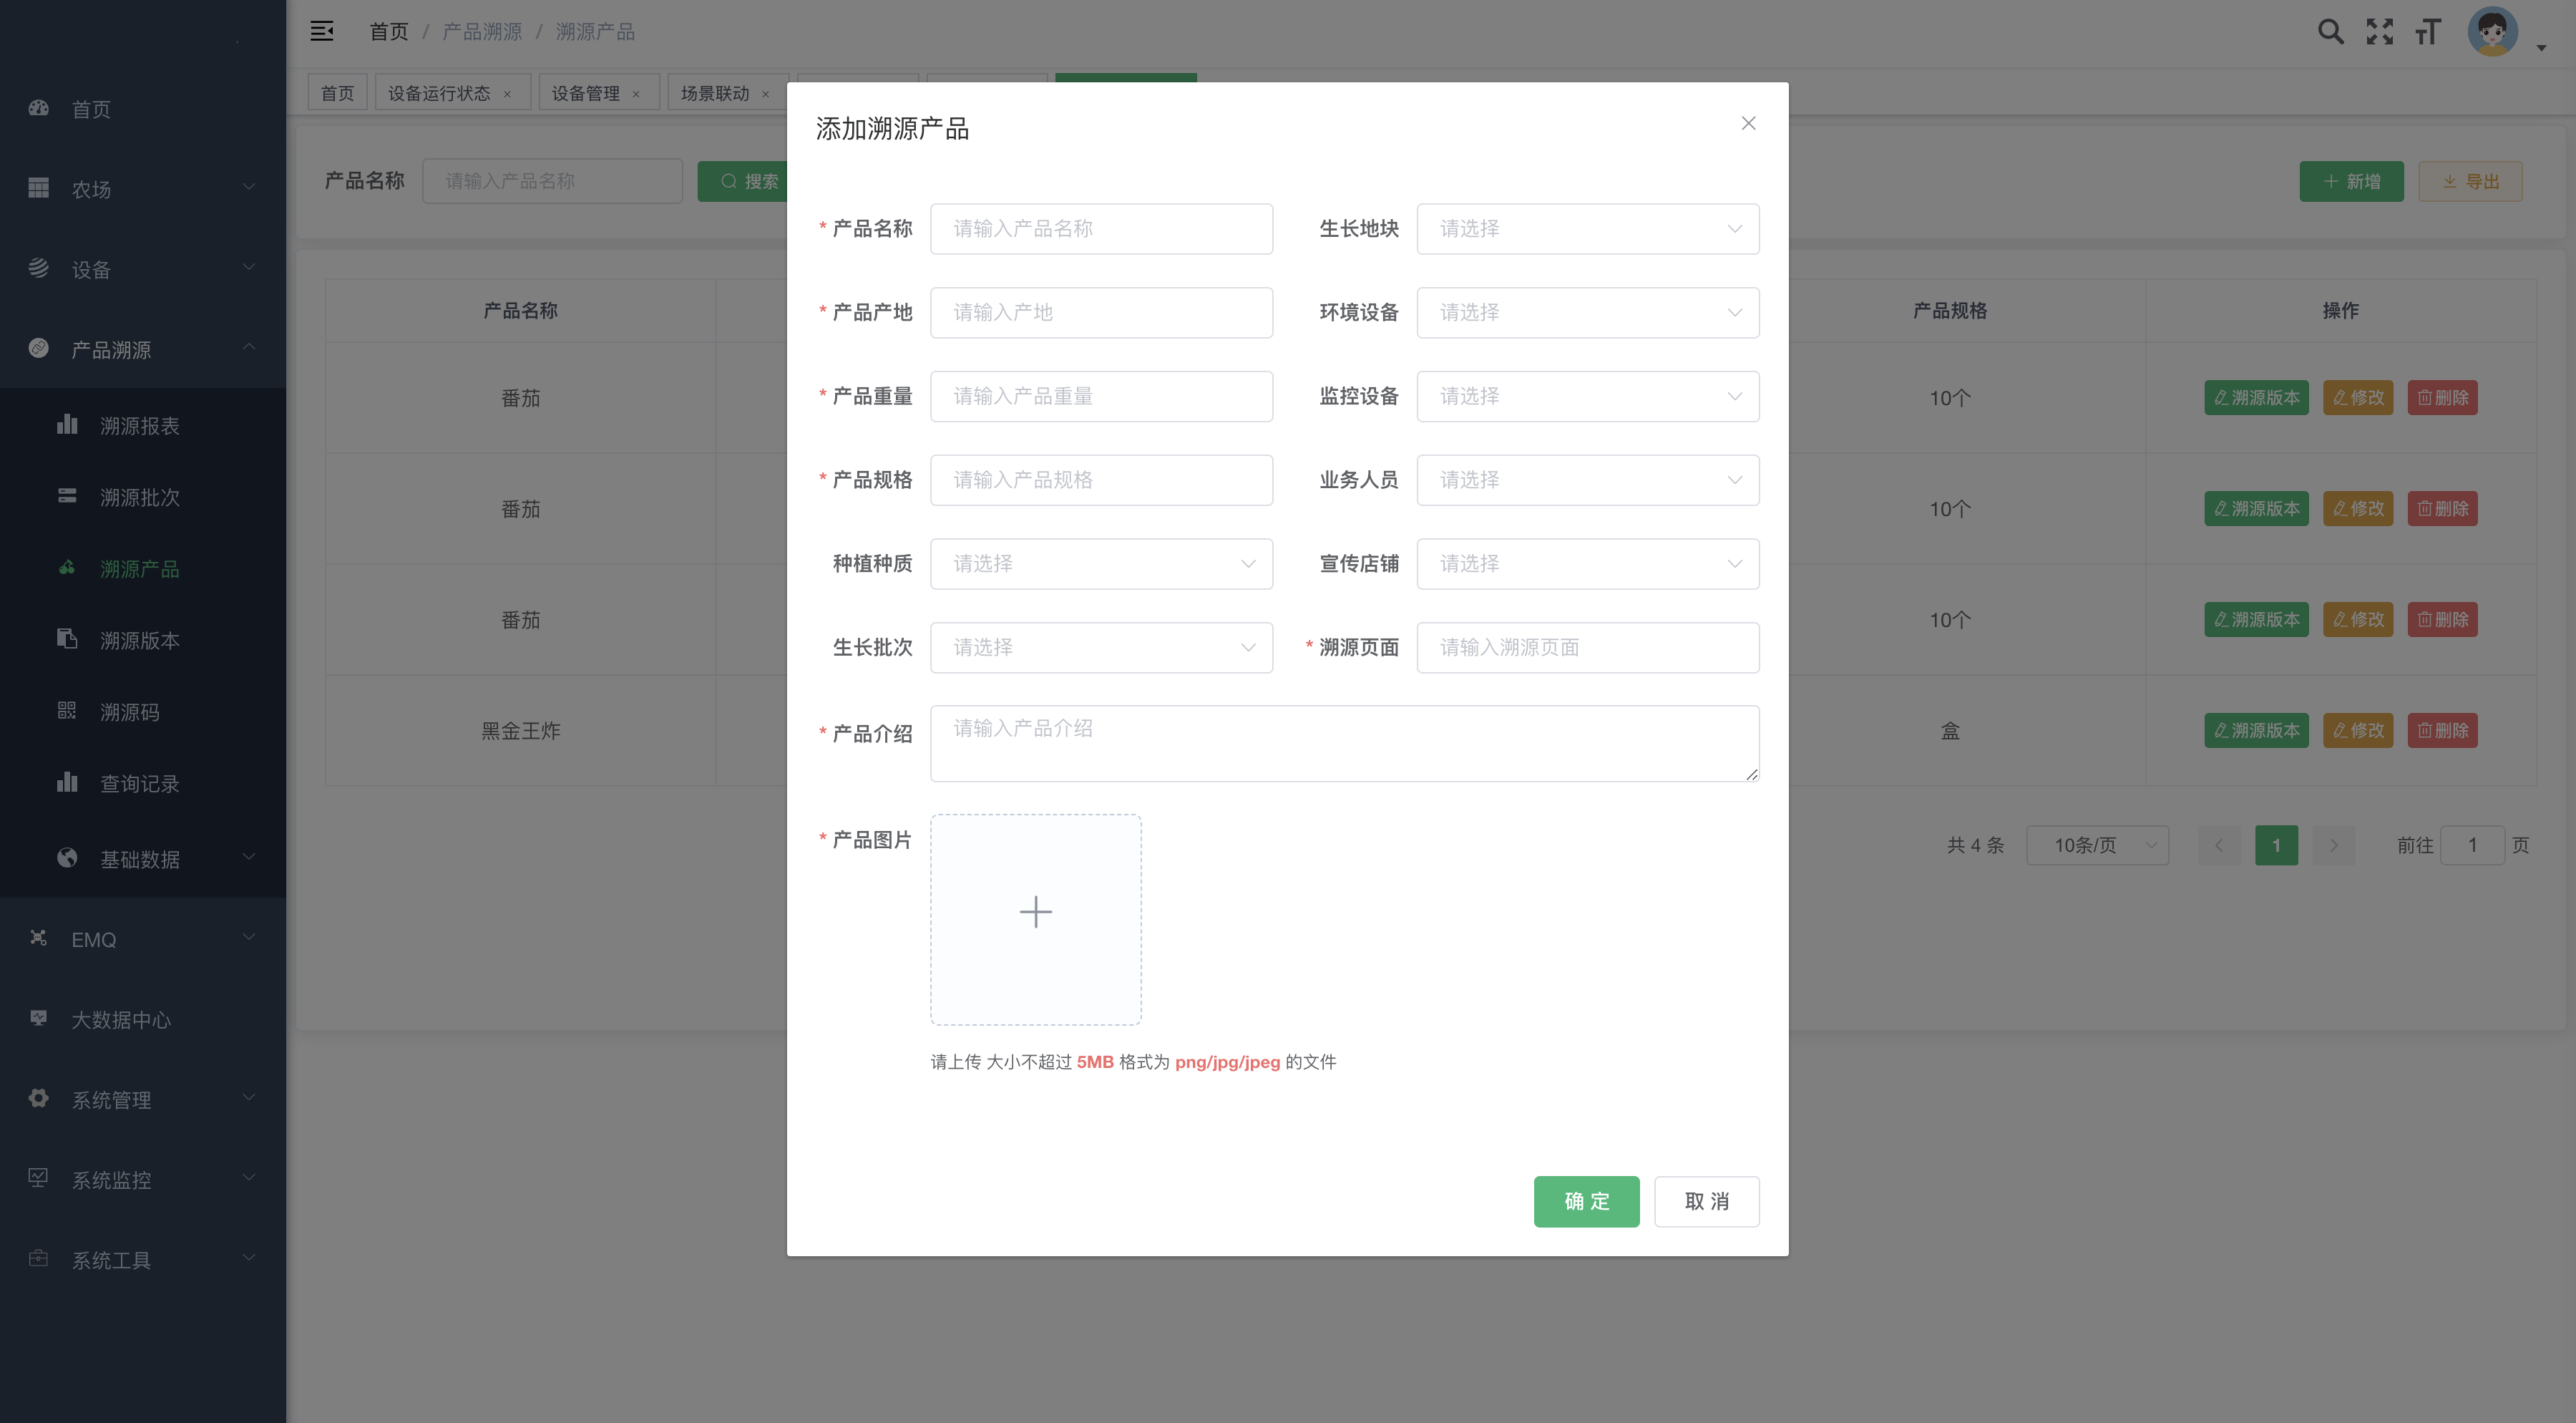 首页 / 产品溯源 / 溯源产品
首页
设备运行状态 ×
设备管理 ×
场景联动 ×
首页
农场
设备
产品溯源
溯源报表
溯源批次
溯源产品
溯源版本
溯源码
查询记录
基础数据
EMQ
大数据中心
系统管理
系统监控
系统工具
产品名称 请输入产品名称 搜索
新增 导出
产品名称 产品规格 操作
番茄 10个 溯源版本 修改 删除
番茄 10个 溯源版本 修改 删除
番茄 10个 溯源版本 修改 删除
黑金王炸 盒 溯源版本 修改 删除
共 4 条 10条/页 1 前往 1 页
添加溯源产品
* 产品名称 请输入产品名称 生长地块 请选择
* 产品产地 请输入产地 环境设备 请选择
* 产品重量 请输入产品重量 监控设备 请选择
* 产品规格 请输入产品规格 业务人员 请选择
种植种质 请选择 宣传店铺 请选择
生长批次 请选择 * 溯源页面 请输入溯源页面
* 产品介绍 请输入产品介绍
* 产品图片
请上传 大小不超过 5MB 格式为 png/jpg/jpeg 的文件
确 定 取 消